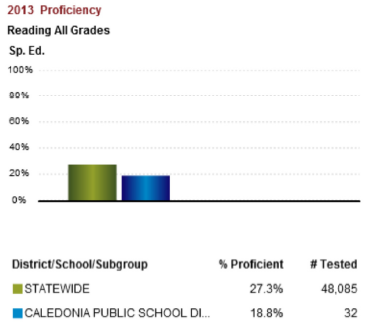 2013 Proficiency
Reading All Grades
Sp. Ed.
100%
80%
60%
40%
20%
0%
District/School/Subgroup % Proficient # Tested
STATEWIDE 27.3% 48,085
CALEDONIA PUBLIC SCHOOL DI... 18.8% 32